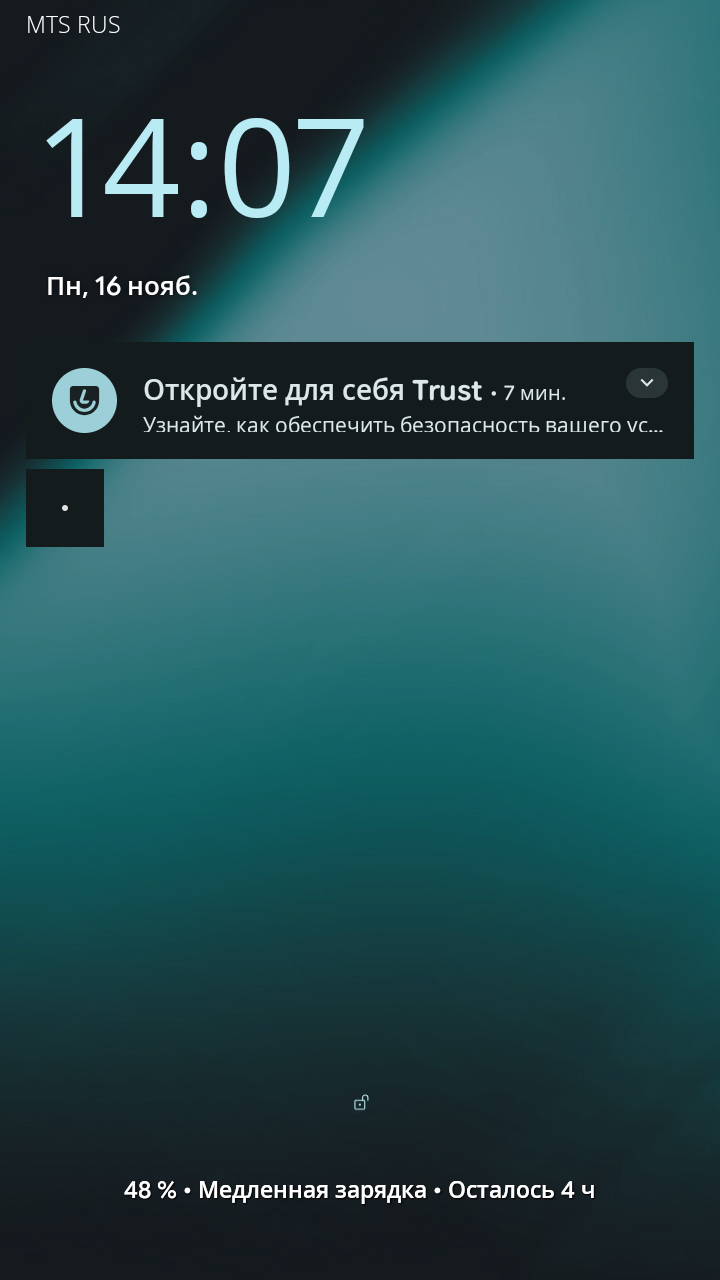 MTS RUS
14:07
Пн, 16 нояб.
Откройте для себя Trust • 7 мин.
Узнайте, как обеспечить безопасность вашего ус...
48 % • Медленная зарядка • Осталось 4 ч